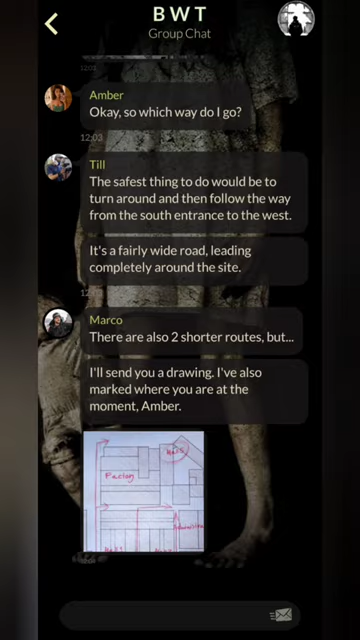 B W T
Group Chat
12:03
Amber
Okay, so which way do I go?
12:03
Till
The safest thing to do would be to
turn around and then follow the way
from the south entrance to the west.
It's a fairly wide road, leading
completely around the site.
Marco
There are also 2 shorter routes, but...
I'll send you a drawing. I've also
marked where you are at the
moment, Amber.